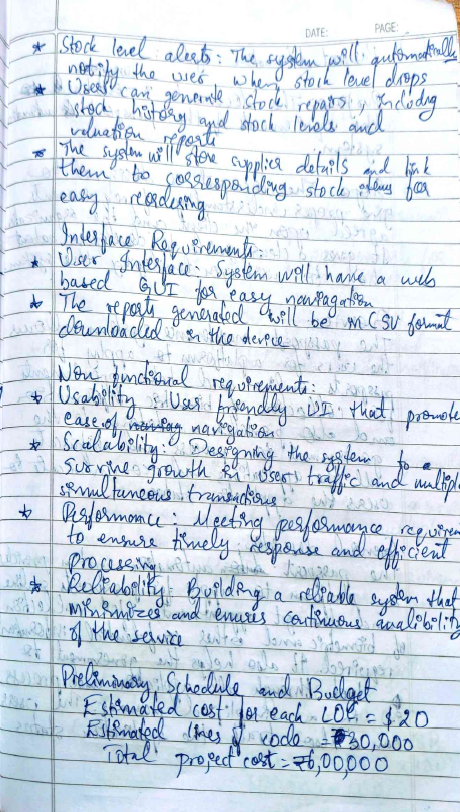 DATE: PAGE:
* Stock level alerts: The system will automatically
notify the user when stock level drops
* Users can generate stock repairs, Including
stock history and stock levels and
valuation reports
* The system will store supplier details and link
them to corresponding stock items for
easy reordering
Interface Requirements:
* User Interface: System will have a web
based GUI for easy navigation
* The reports generated will be in CSV format
downloaded in the device
Non functional requirements:
* Usability: User friendly UI that promote
ease of navigation
* Scalability: Designing the system to
survive growth in user traffic and multipl
simultaneous transactions
* Performance: Meeting performance requirem
to ensure timely response and efficient
processing
* Reliability: Building a reliable system that
minimizes and enures continuous avalibility
of the service
Preliminary Schedule and Budget
Estimated cost for each LOC = $20
Estimated lines of code = 30,000
Total project cost = 6,00,000